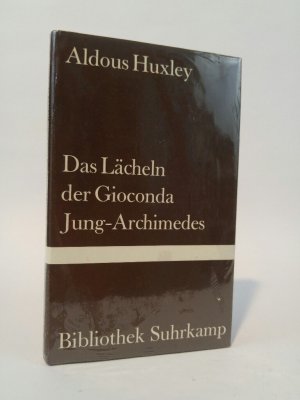 Aldous Huxley
Das Lächeln
der Gioconda
Jung-Archimedes
Bibliothek Suhrkamp